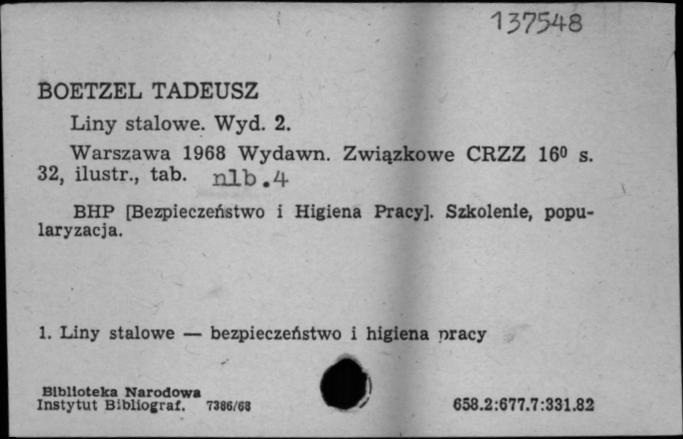 137548
BOETZEL TADEUSZ
Liny stalowe. Wyd. 2.
Warszawa 1968 Wydawn. Związkowe CRZZ 16⁰ s.
32, ilustr., tab. nlb.4
BHP [Bezpieczeństwo i Higiena Pracy]. Szkolenie, popu-
laryzacja.
1. Liny stalowe — bezpieczeństwo i higiena pracy
Biblioteka Narodowa
Instytut Bibliograf. 7386/68
658.2:677.7:331.82